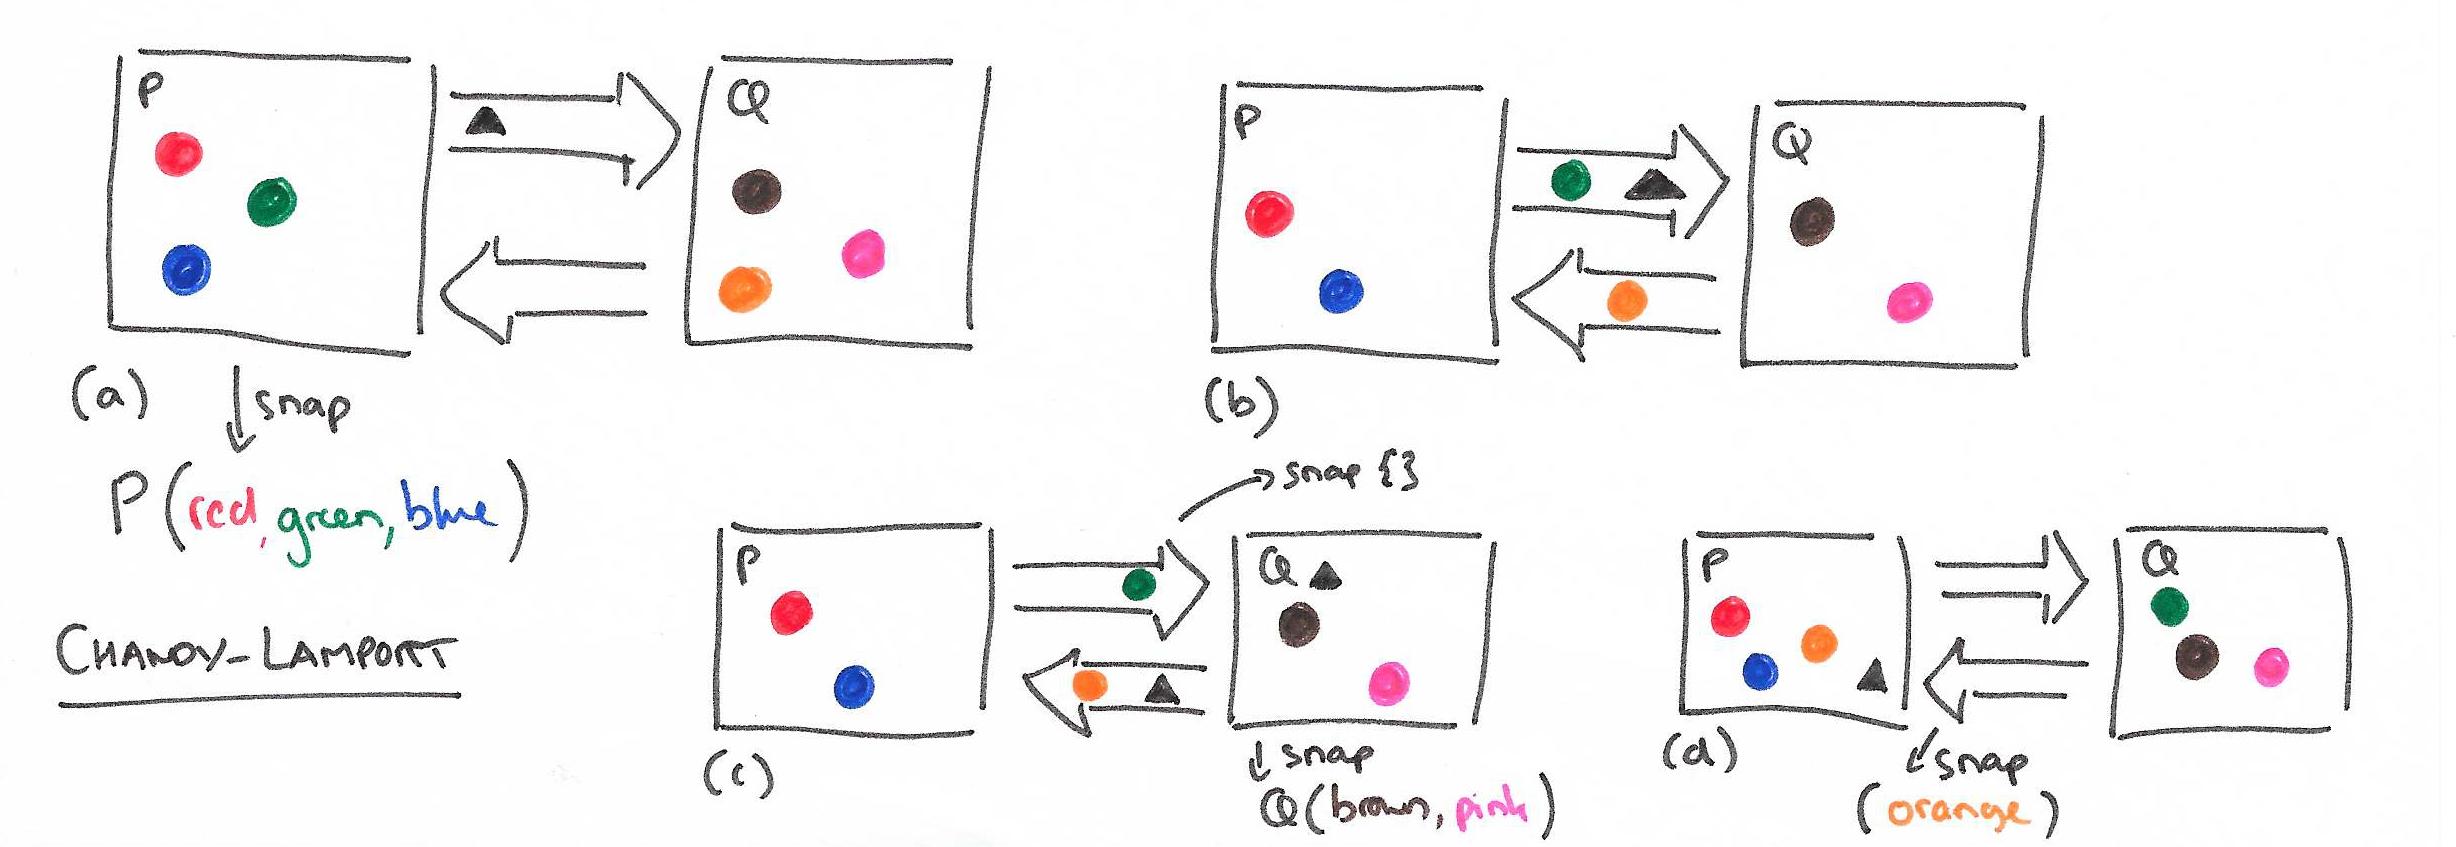 P
Q
(a)
snap
P(red, green, blue)
CHANDY-LAMPORT
P
Q
(b)
snap {}
P
Q
(c)
snap
Q(brown, pink)
P
Q
(d)
snap
(orange)